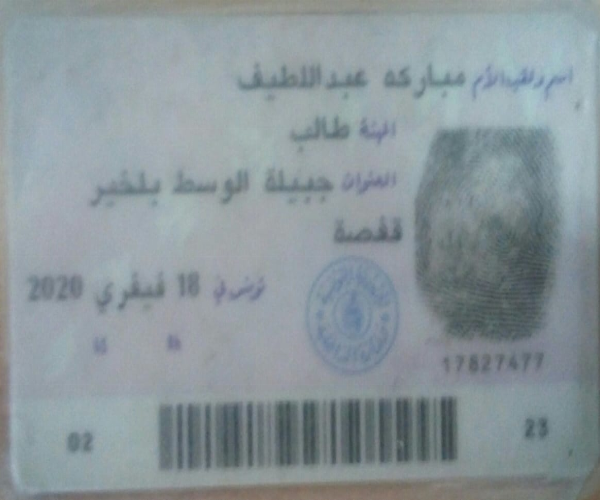 اسم ولقب الأم مباركة عبداللطيف
المهنة طالب
العنوان جبيلة الوسط بلخير
قفصة
تونس في 18 فيفري 2020
17827477
02
23